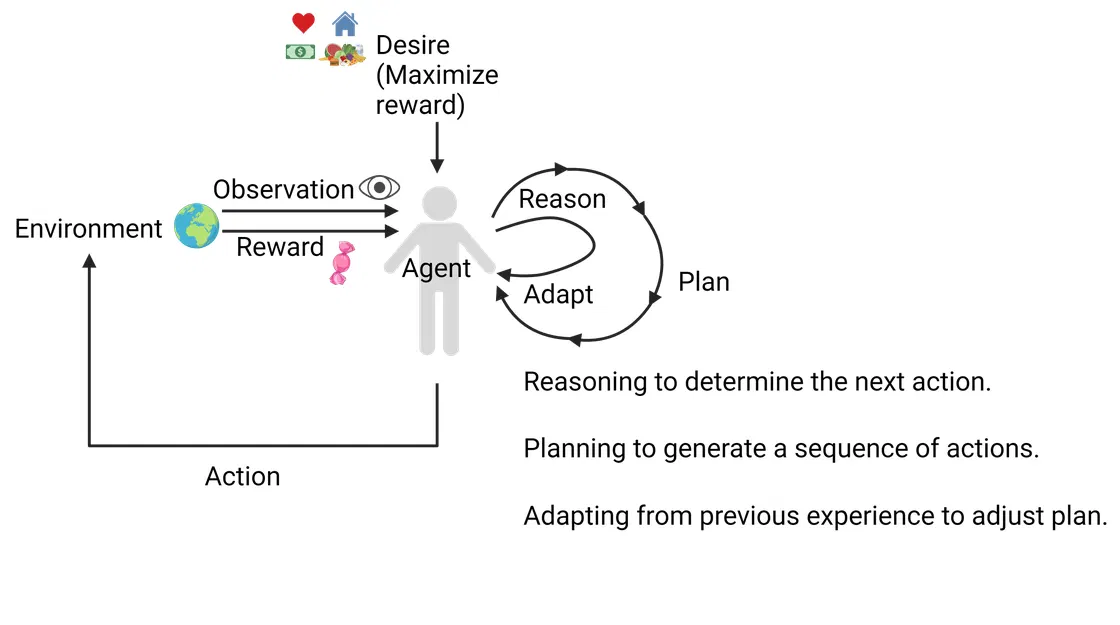 Desire
(Maximize
reward)
Observation
Reason
Environment
Reward
Agent
Plan
Adapt
Reasoning to determine the next action.
Planning to generate a sequence of actions.
Action
Adapting from previous experience to adjust plan.